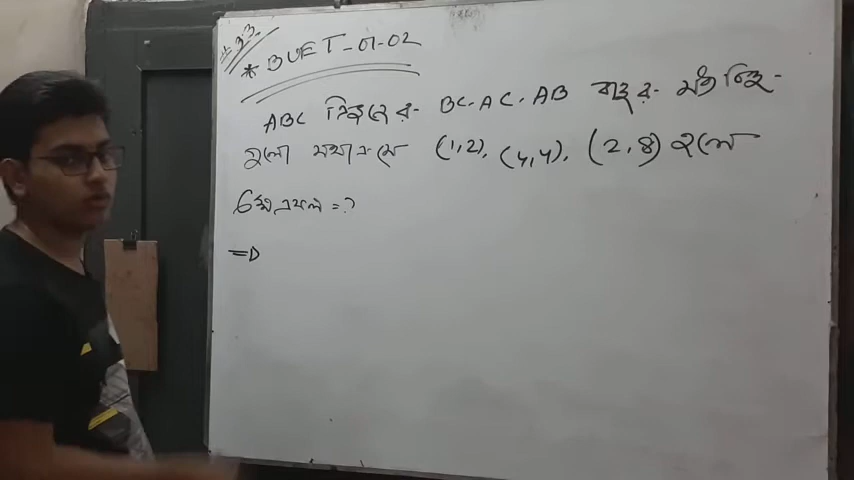 * BUET-01-02
ABC ত্রিভুজের BC, AC, AB বাহুর মধ্যবিন্দু
গুলো যথাক্রমে (1,2), (4,4), (2,8) হলে
ক্ষেত্রফল = ?
⇒